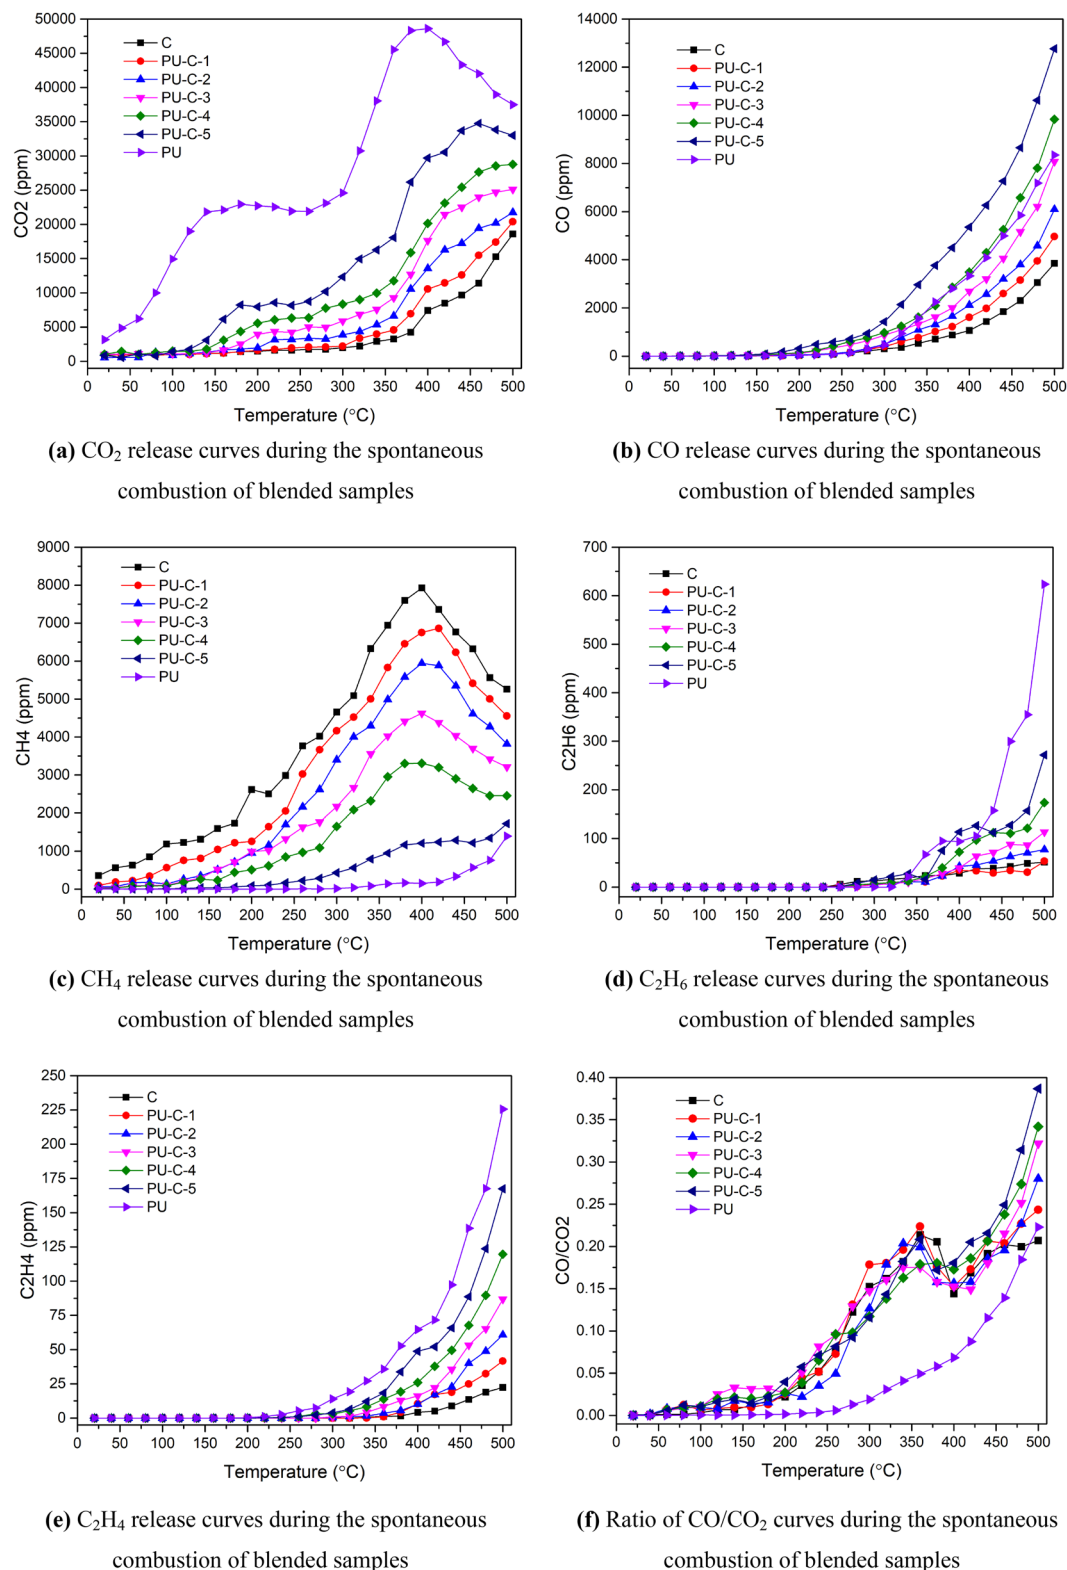 50000
45000
40000
35000
30000
25000
20000
15000
10000
5000
0
CO2 (ppm)
C
PU-C-1
PU-C-2
PU-C-3
PU-C-4
PU-C-5
PU
0 50 100 150 200 250 300 350 400 450 500
Temperature (°C)
(a) CO₂ release curves during the spontaneous
combustion of blended samples
14000
12000
10000
8000
6000
4000
2000
0
CO (ppm)
C
PU-C-1
PU-C-2
PU-C-3
PU-C-4
PU-C-5
PU
0 50 100 150 200 250 300 350 400 450 500
Temperature (°C)
(b) CO release curves during the spontaneous
combustion of blended samples
9000
8000
7000
6000
5000
4000
3000
2000
1000
0
CH4 (ppm)
C
PU-C-1
PU-C-2
PU-C-3
PU-C-4
PU-C-5
PU
0 50 100 150 200 250 300 350 400 450 500
Temperature (°C)
(c) CH₄ release curves during the spontaneous
combustion of blended samples
700
600
500
400
300
200
100
0
C2H6 (ppm)
C
PU-C-1
PU-C-2
PU-C-3
PU-C-4
PU-C-5
PU
0 50 100 150 200 250 300 350 400 450 500
Temperature (°C)
(d) C₂H₆ release curves during the spontaneous
combustion of blended samples
250
225
200
175
150
125
100
75
50
25
0
C2H4 (ppm)
C
PU-C-1
PU-C-2
PU-C-3
PU-C-4
PU-C-5
PU
0 50 100 150 200 250 300 350 400 450 500
Temperature (°C)
(e) C₂H₄ release curves during the spontaneous
combustion of blended samples
0.40
0.35
0.30
0.25
0.20
0.15
0.10
0.05
0.00
CO/CO2
C
PU-C-1
PU-C-2
PU-C-3
PU-C-4
PU-C-5
PU
0 50 100 150 200 250 300 350 400 450 500
Temperature (°C)
(f) Ratio of CO/CO₂ curves during the spontaneous
combustion of blended samples